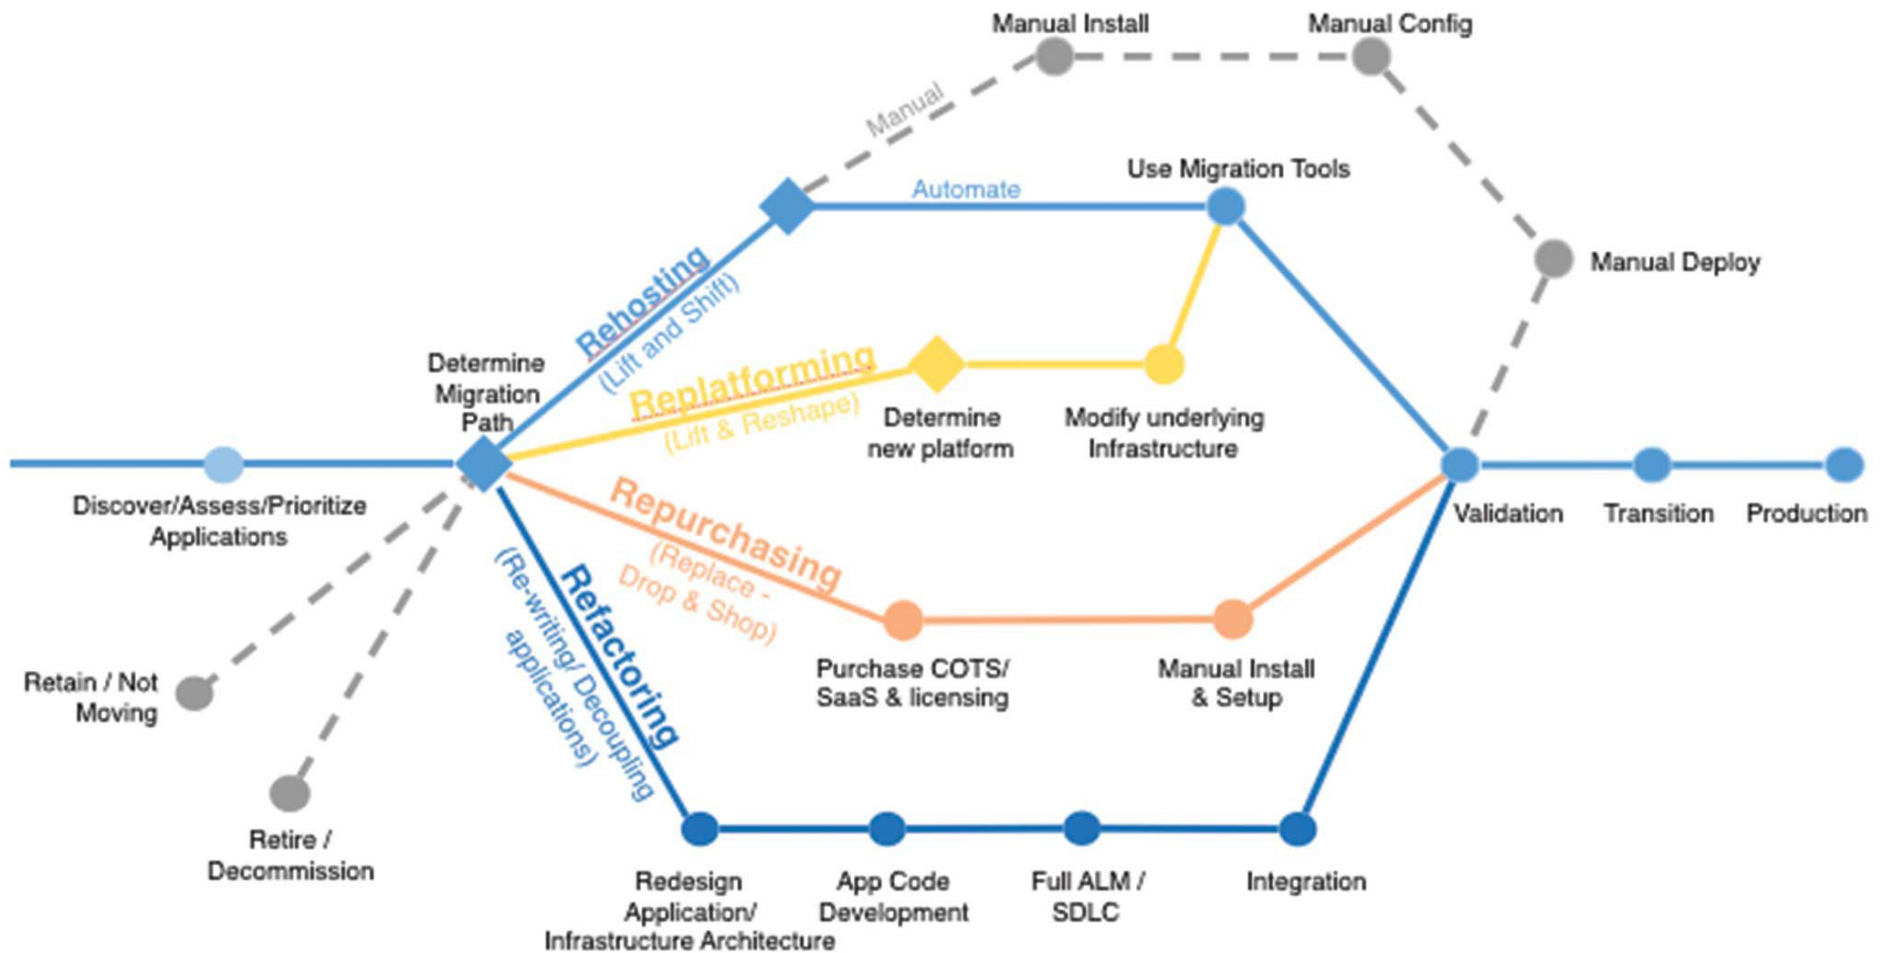 Manual Install
Manual Config
Manual
Use Migration Tools
Automate
Manual Deploy
Rehosting
(Lift and Shift)
Determine
Migration
Path
Replatforming
(Lift & Reshape)
Determine
new platform
Modify underlying
Infrastructure
Discover/Assess/Prioritize
Applications
Repurchasing
(Replace -
Drop & Shop)
Validation
Transition
Production
Refactoring
(Re-writing/ Decoupling
applications)
Purchase COTS/
SaaS & licensing
Manual Install
& Setup
Retain / Not
Moving
Retire /
Decommission
Redesign
Application/
Infrastructure Architecture
App Code
Development
Full ALM /
SDLC
Integration